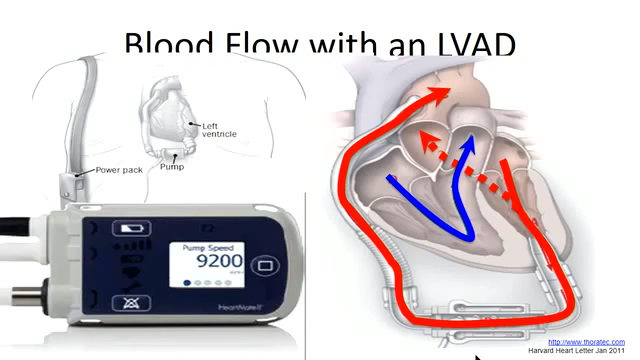 Blood Flow with an LVAD
Left
ventricle
Power pack
Pump
Pump Speed
9200
HeartMate II
http://www.thoratec.com
Harvard Heart Letter Jan 2011